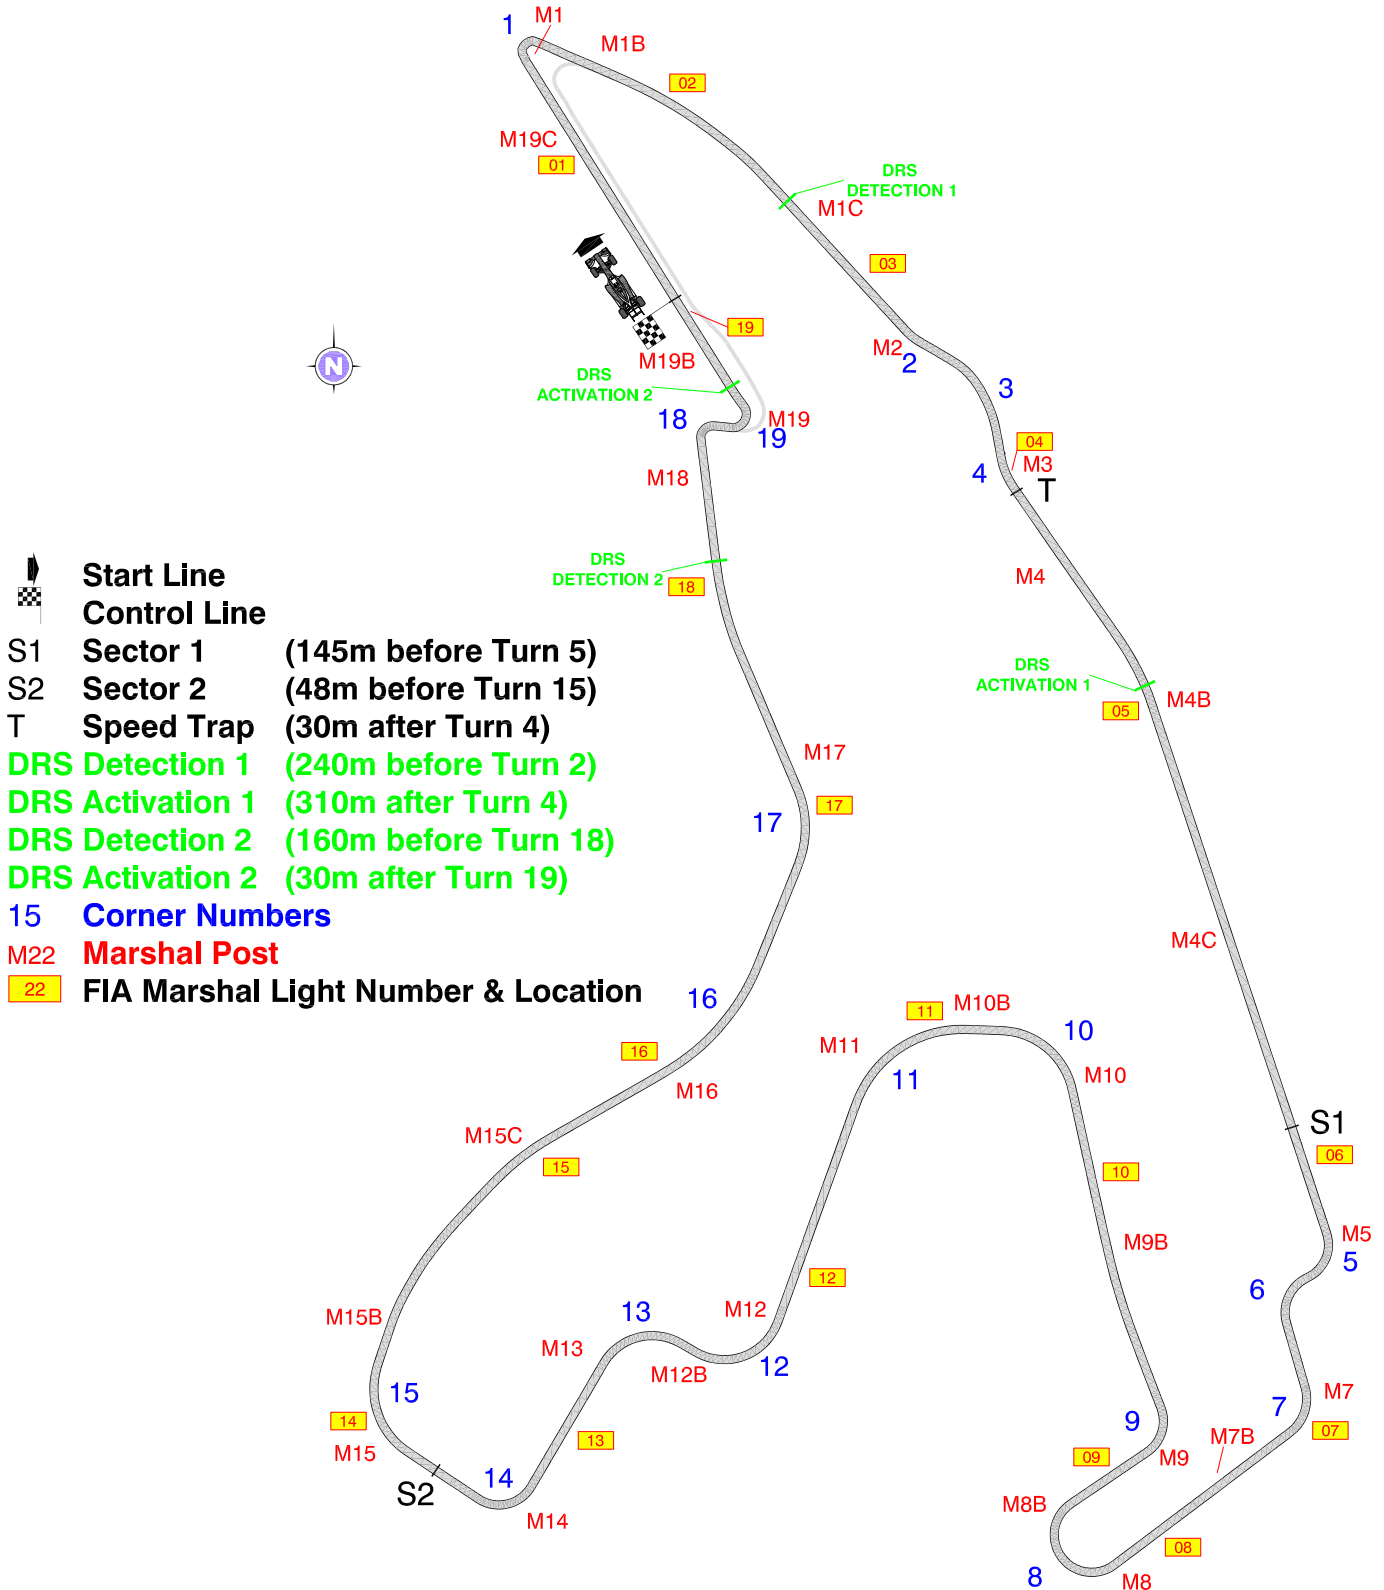 M1
1
M1B
02
M19C
01
DRS
DETECTION 1
M1C
03
19
M2
2
M19B
DRS
ACTIVATION 2
3
18
M19
19
N
04
M3
4
T
M18
DRS
DETECTION 2
18
M4
Start Line
Control Line
S1 Sector 1 (145m before Turn 5)
S2 Sector 2 (48m before Turn 15)
T Speed Trap (30m after Turn 4)
DRS Detection 1 (240m before Turn 2)
DRS Activation 1 (310m after Turn 4)
DRS Detection 2 (160m before Turn 18)
DRS Activation 2 (30m after Turn 19)
15 Corner Numbers
M22 Marshal Post
22 FIA Marshal Light Number & Location
DRS
ACTIVATION 1
M4B
05
M17
17
17
M4C
16
11
M10B
10
M11
16
11
M10
M16
S1
M15C
15
10
06
M9B
M5
5
12
6
M15B
13
M12
M13
M12B
12
15
M7
14
9
7
07
M15
13
M7B
09
M9
14
S2
M8B
M14
08
8
M8